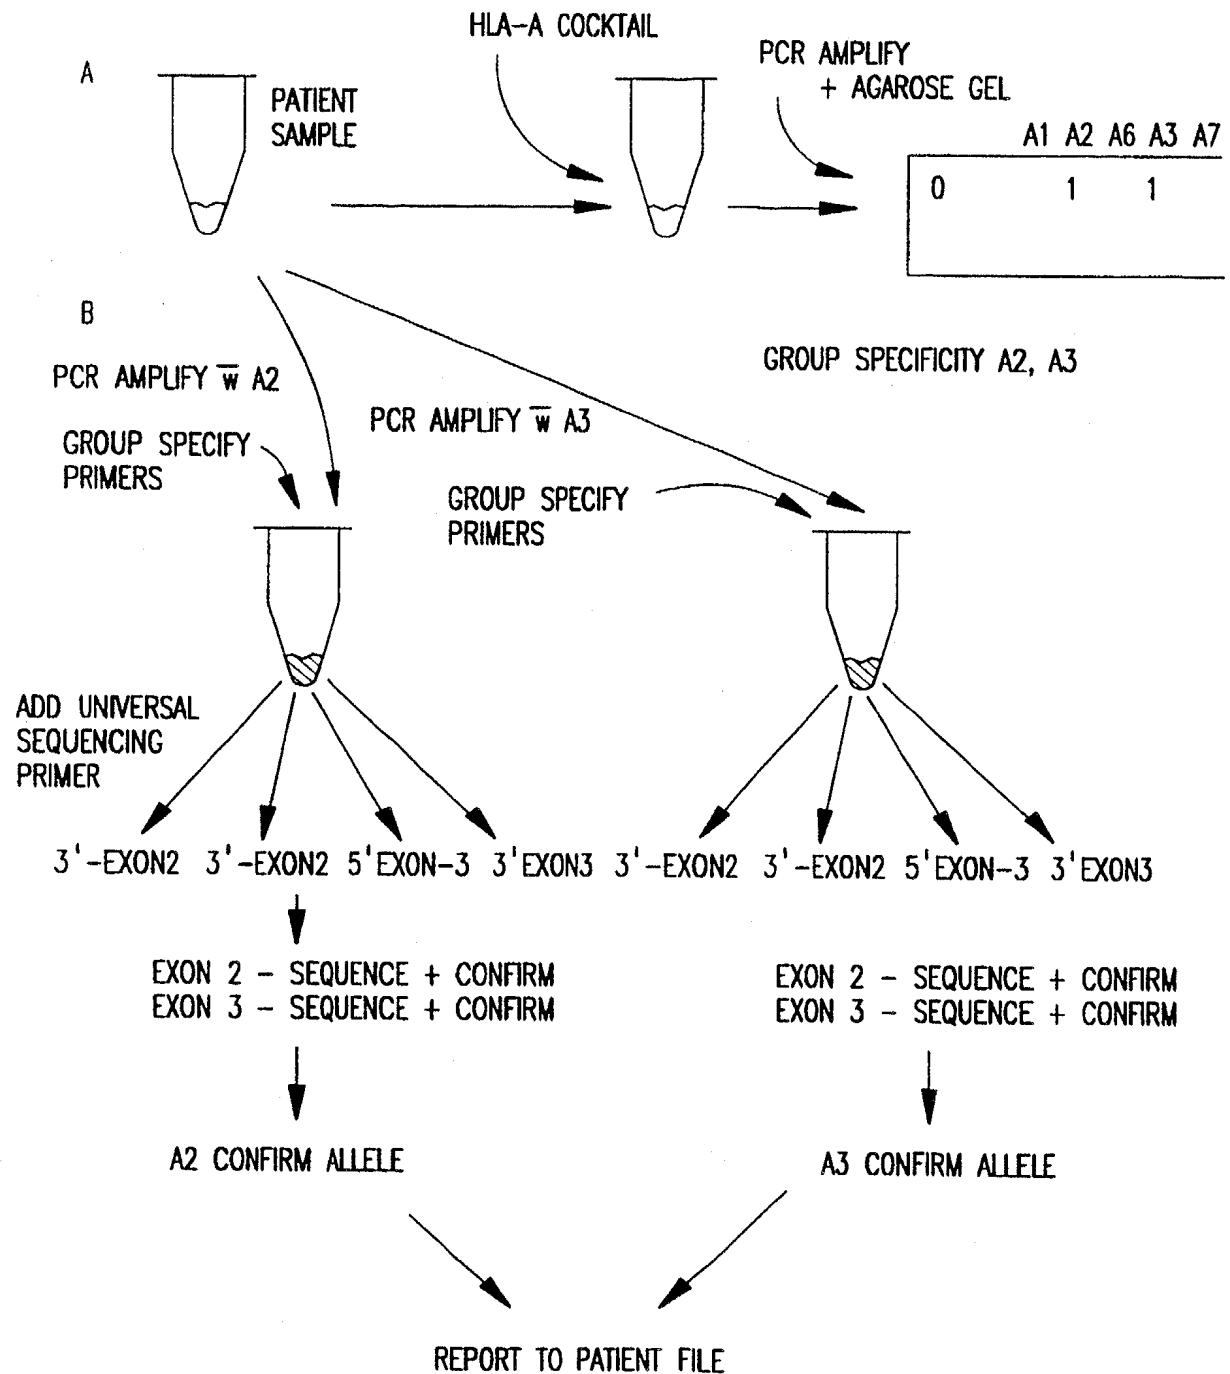 HLA-A COCKTAIL
A
PATIENT
SAMPLE
PCR AMPLIFY
+ AGAROSE GEL
A1 A2 A6 A3 A7
0 1 1
B
GROUP SPECIFICITY A2, A3
PCR AMPLIFY w̅ A2
PCR AMPLIFY w̅ A3
GROUP SPECIFY
PRIMERS
GROUP SPECIFY
PRIMERS
ADD UNIVERSAL
SEQUENCING
PRIMER
3'-EXON2 3'-EXON2 5'EXON-3 3'EXON3 3'-EXON2 3'-EXON2 5'EXON-3 3'EXON3
EXON 2 - SEQUENCE + CONFIRM
EXON 3 - SEQUENCE + CONFIRM
EXON 2 - SEQUENCE + CONFIRM
EXON 3 - SEQUENCE + CONFIRM
A2 CONFIRM ALLELE
A3 CONFIRM ALLELE
REPORT TO PATIENT FILE